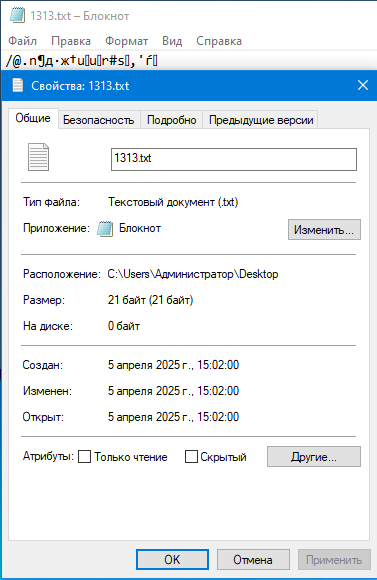 1313.txt – Блокнот
Файл Правка Формат Вид Справка
/@.n¶д·ж†u▯u▯r#s▯,'ѓ▯
Свойства: 1313.txt
Общие Безопасность Подробно Предыдущие версии
1313.txt
Тип файла: Текстовый документ (.txt)
Приложение: Блокнот Изменить...
Расположение: C:\Users\Администратор\Desktop
Размер: 21 байт (21 байт)
На диске: 0 байт
Создан: 5 апреля 2025 г., 15:02:00
Изменен: 5 апреля 2025 г., 15:02:00
Открыт: 5 апреля 2025 г., 15:02:00
Атрибуты: Только чтение Скрытый Другие...
OK Отмена Применить